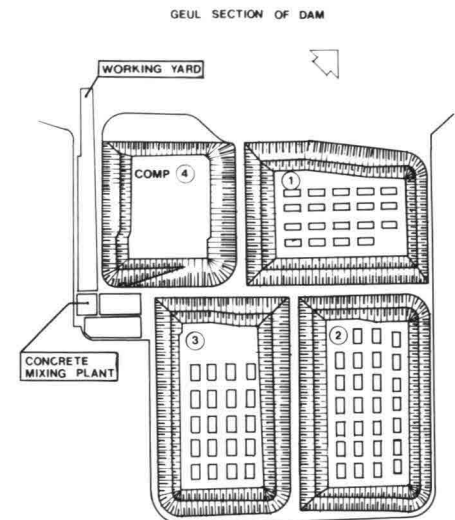 GEUL SECTION OF DAM
WORKING YARD
COMP 4
1
3
2
CONCRETE
MIXING PLANT